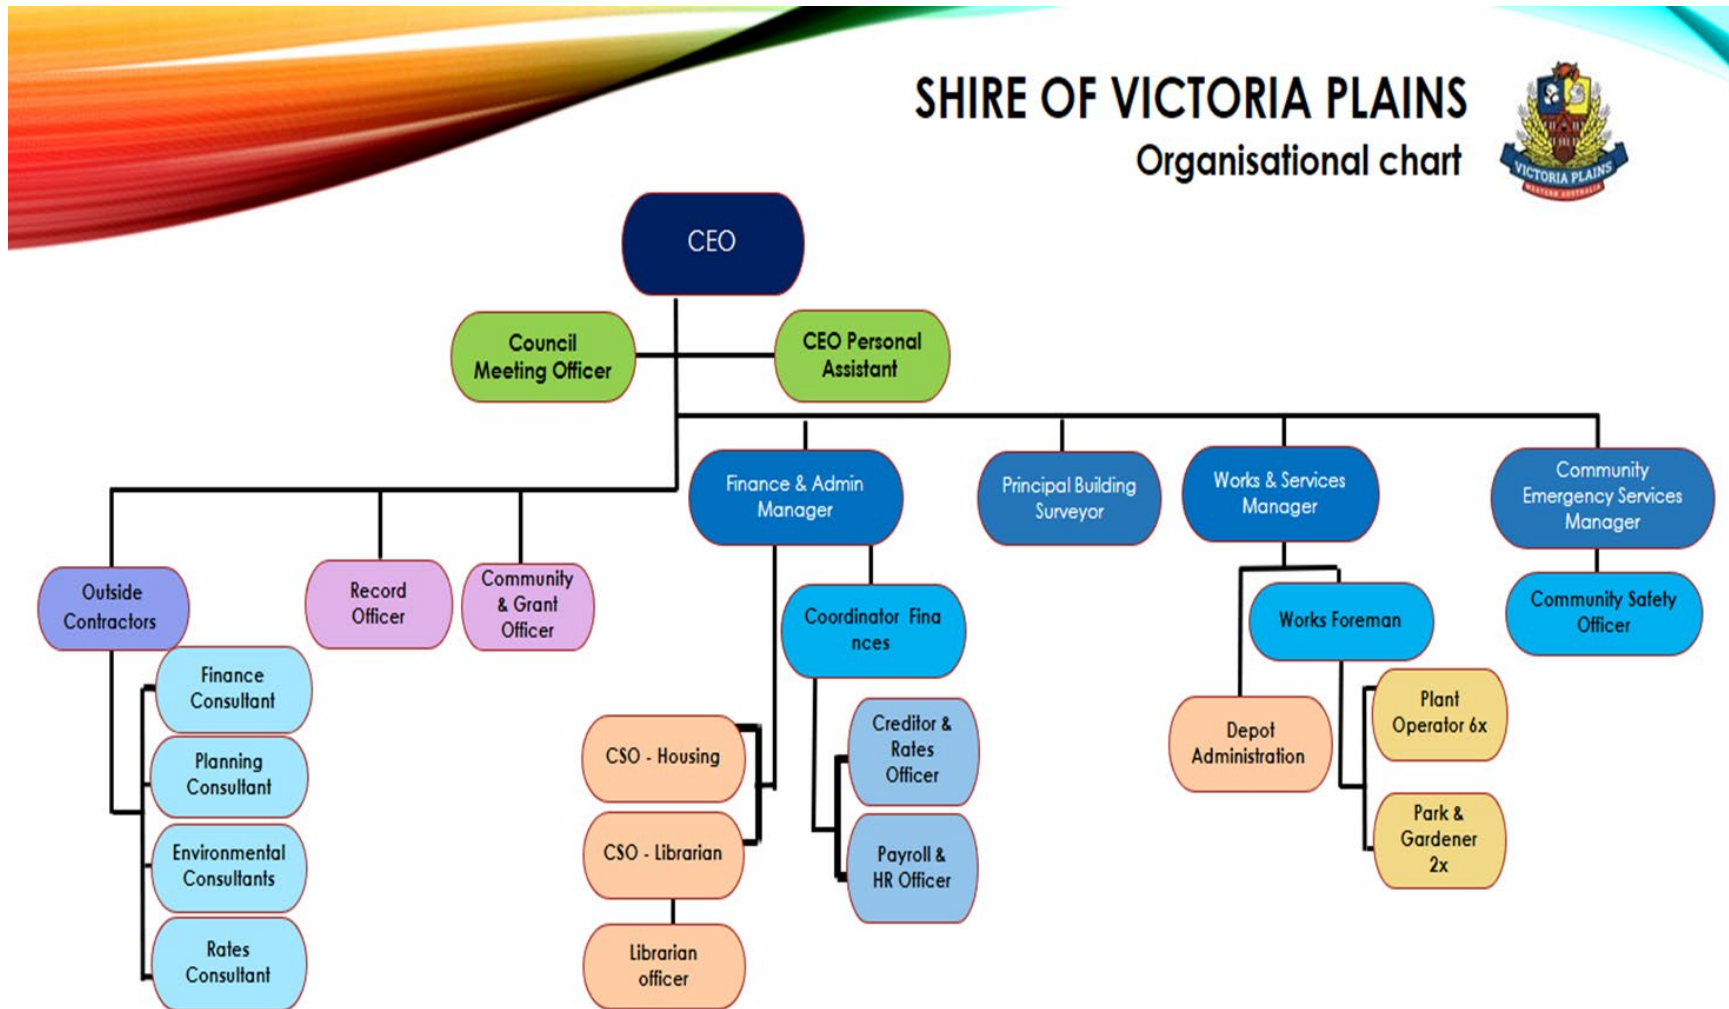 SHIRE OF VICTORIA PLAINS
Organisational chart
VICTORIA PLAINS
WESTERN AUSTRALIA
CEO
Council
Meeting Officer
CEO Personal
Assistant
Finance & Admin
Manager
Principal Building
Surveyor
Works & Services
Manager
Community
Emergency Services
Manager
Outside
Contractors
Record
Officer
Community
& Grant
Officer
Coordinator Fina
nces
Works Foreman
Community Safety
Officer
Finance
Consultant
Planning
Consultant
Environmental
Consultants
Rates
Consultant
CSO - Housing
CSO - Librarian
Librarian
officer
Creditor &
Rates
Officer
Payroll &
HR Officer
Depot
Administration
Plant
Operator 6x
Park &
Gardener
2x